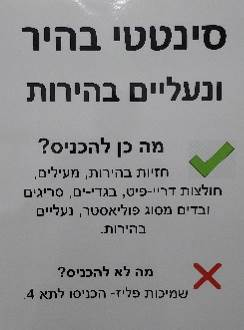 סינטטי בהיר
ונעליים בהירות
מה כן להכניס?
חזיות בהירות, מעילים,
חולצות דריי-פיט, בגדי-ים, סריגים
ובדים מסוג פוליאסטר, נעליים
בהירות.
מה לא להכניס?
שמיכות פליז- הכניסו לתא 4.